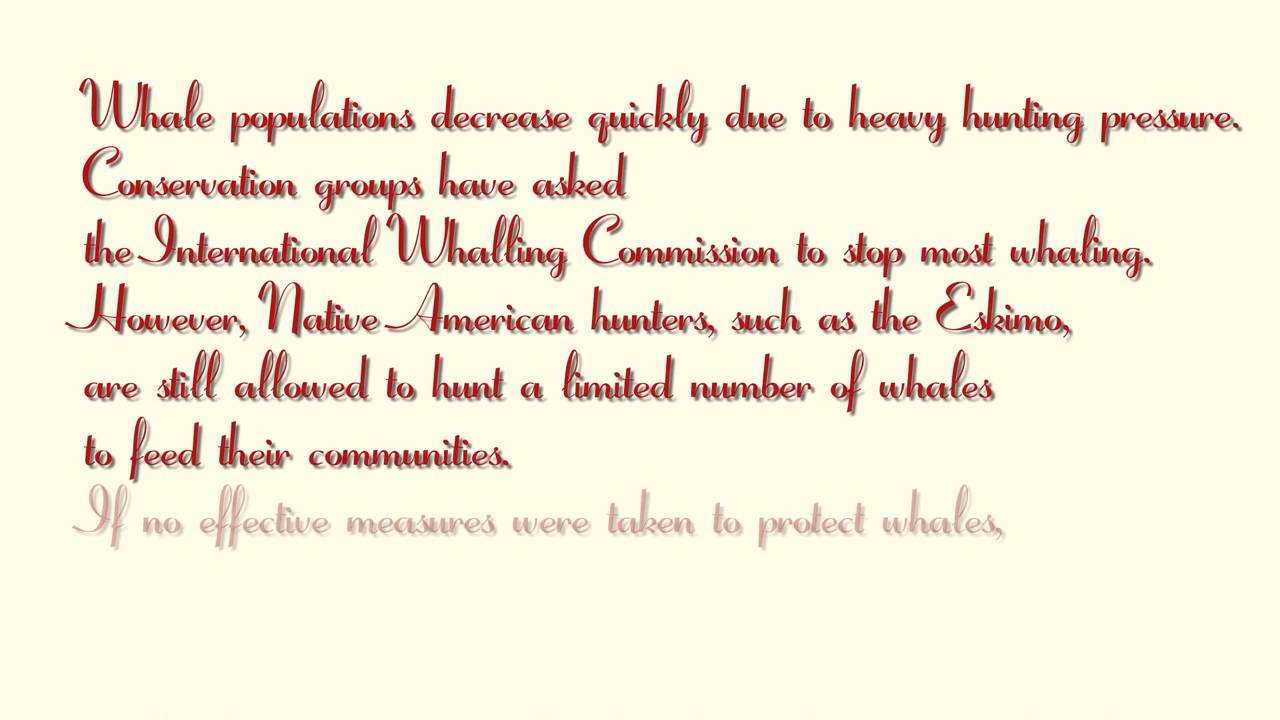 Whale populations decrease quickly due to heavy hunting pressure.
Conservation groups have asked
the International Whalling Commission to stop most whaling.
However, Native American hunters, such as the Eskimo,
are still allowed to hunt a limited number of whales
to feed their communities.
If no effective measures were taken to protect whales,